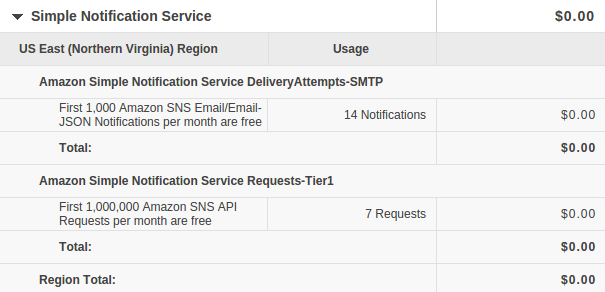 Simple Notification Service $0.00
US East (Northern Virginia) Region Usage
Amazon Simple Notification Service DeliveryAttempts-SMTP
First 1,000 Amazon SNS Email/Email-
JSON Notifications per month are free 14 Notifications $0.00
Total: $0.00
Amazon Simple Notification Service Requests-Tier1
First 1,000,000 Amazon SNS API
Requests per month are free 7 Requests $0.00
Total: $0.00
Region Total: $0.00